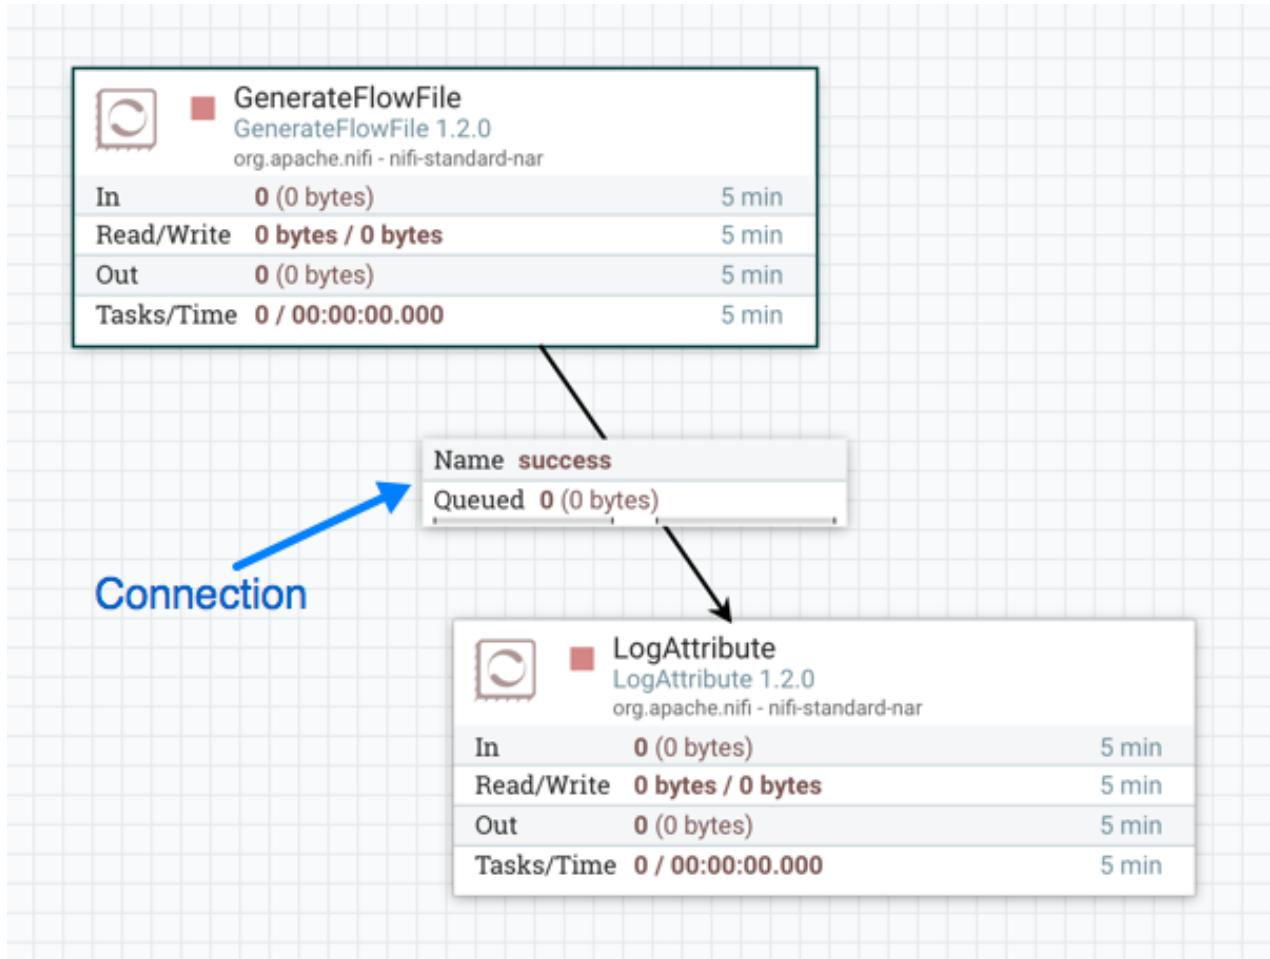 GenerateFlowFile
GenerateFlowFile 1.2.0
org.apache.nifi - nifi-standard-nar
In 0 (0 bytes) 5 min
Read/Write 0 bytes / 0 bytes 5 min
Out 0 (0 bytes) 5 min
Tasks/Time 0 / 00:00:00.000 5 min
Name success
Queued 0 (0 bytes)
Connection
LogAttribute
LogAttribute 1.2.0
org.apache.nifi - nifi-standard-nar
In 0 (0 bytes) 5 min
Read/Write 0 bytes / 0 bytes 5 min
Out 0 (0 bytes) 5 min
Tasks/Time 0 / 00:00:00.000 5 min